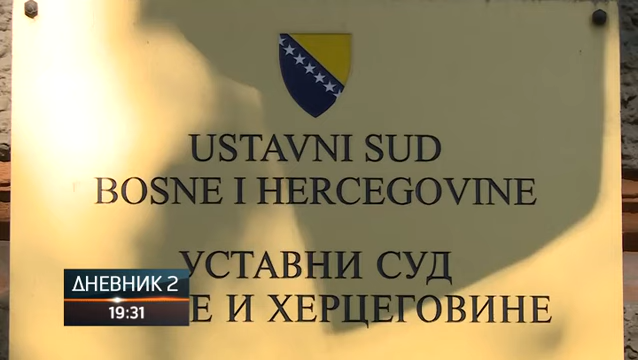 USTAVNI SUD
BOSNE I HERCEGOVINE
УСТАВНИ СУД
Е И ХЕРЦЕГОВИНЕ
ДНЕВНИК 2
19:31